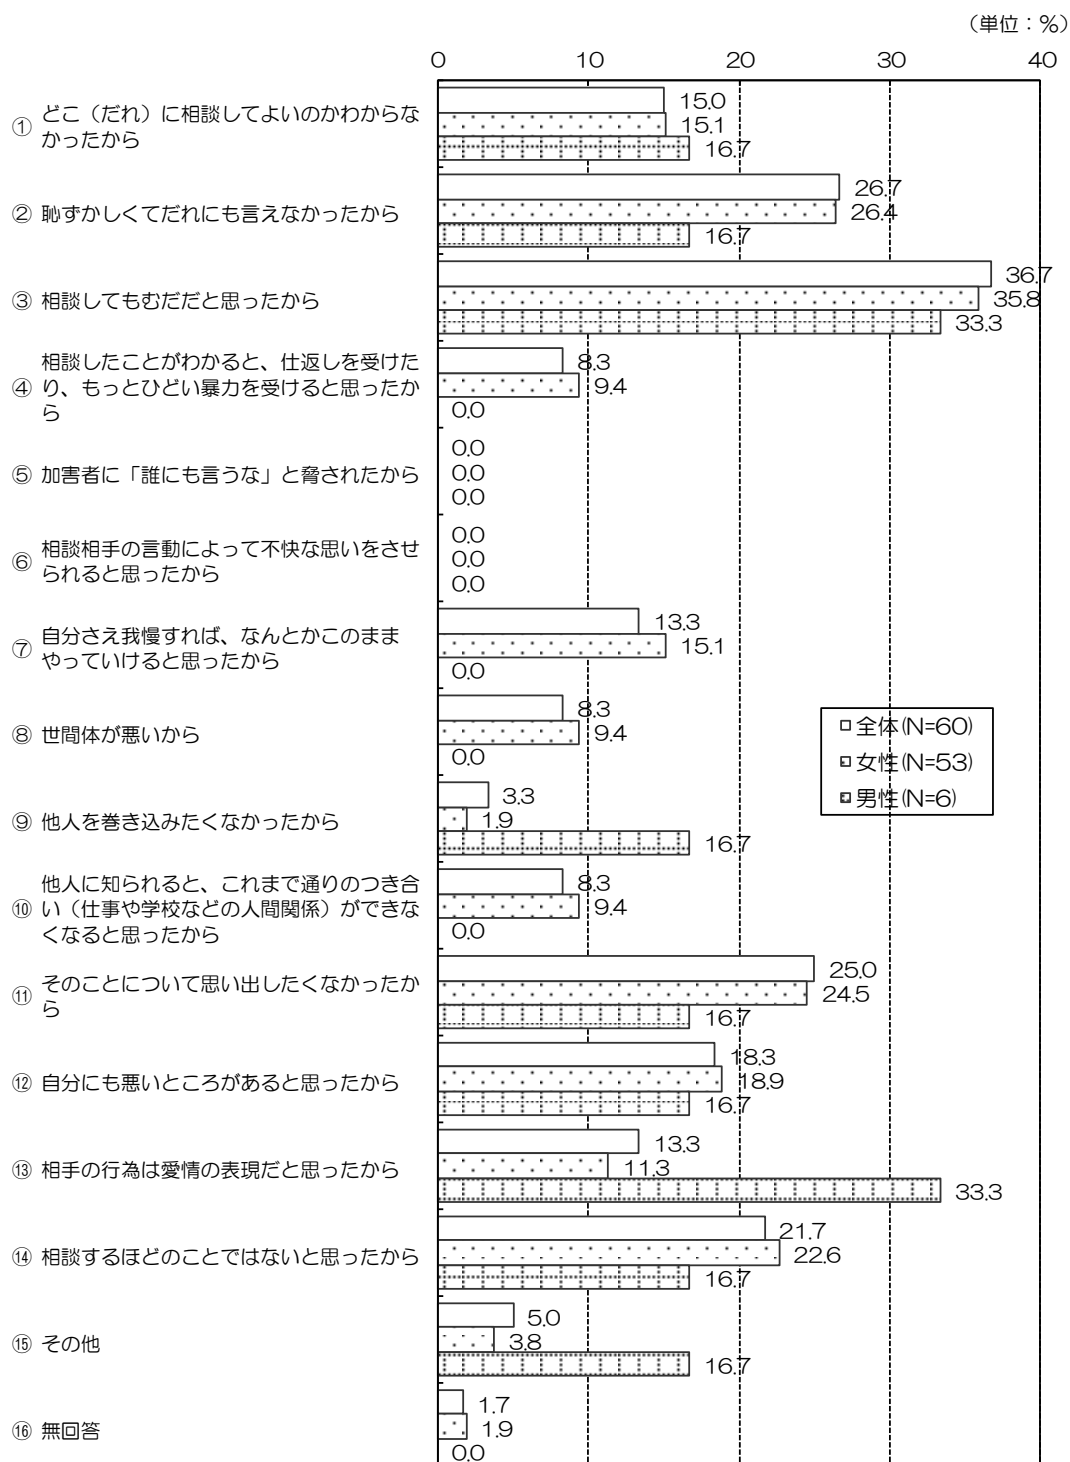 （単位：％）
0 10 20 30 40
① どこ（だれ）に相談してよいのかわからな
かったから
15.0
15.1
16.7
② 恥ずかしくてだれにも言えなかったから
26.7
26.4
16.7
③ 相談してもむだだと思ったから
36.7
35.8
33.3
④ 相談したことがわかると、仕返しを受けた
り、もっとひどい暴力を受けると思ったか
ら
8.3
9.4
0.0
⑤ 加害者に「誰にも言うな」と脅されたから
0.0
0.0
0.0
⑥ 相談相手の言動によって不快な思いをさせ
られると思ったから
0.0
0.0
0.0
⑦ 自分さえ我慢すれば、なんとかこのまま
やっていけると思ったから
13.3
15.1
0.0
⑧ 世間体が悪いから
8.3
9.4
0.0
全体(N=60)
女性(N=53)
男性(N=6)
⑨ 他人を巻き込みたくなかったから
3.3
1.9
16.7
⑩ 他人に知られると、これまで通りのつき合
い（仕事や学校などの人間関係）ができな
くなると思ったから
8.3
9.4
0.0
⑪ そのことについて思い出したくなかったか
ら
25.0
24.5
16.7
⑫ 自分にも悪いところがあると思ったから
18.3
18.9
16.7
⑬ 相手の行為は愛情の表現だと思ったから
13.3
11.3
33.3
⑭ 相談するほどのことではないと思ったから
21.7
22.6
16.7
⑮ その他
5.0
3.8
16.7
⑯ 無回答
1.7
1.9
0.0